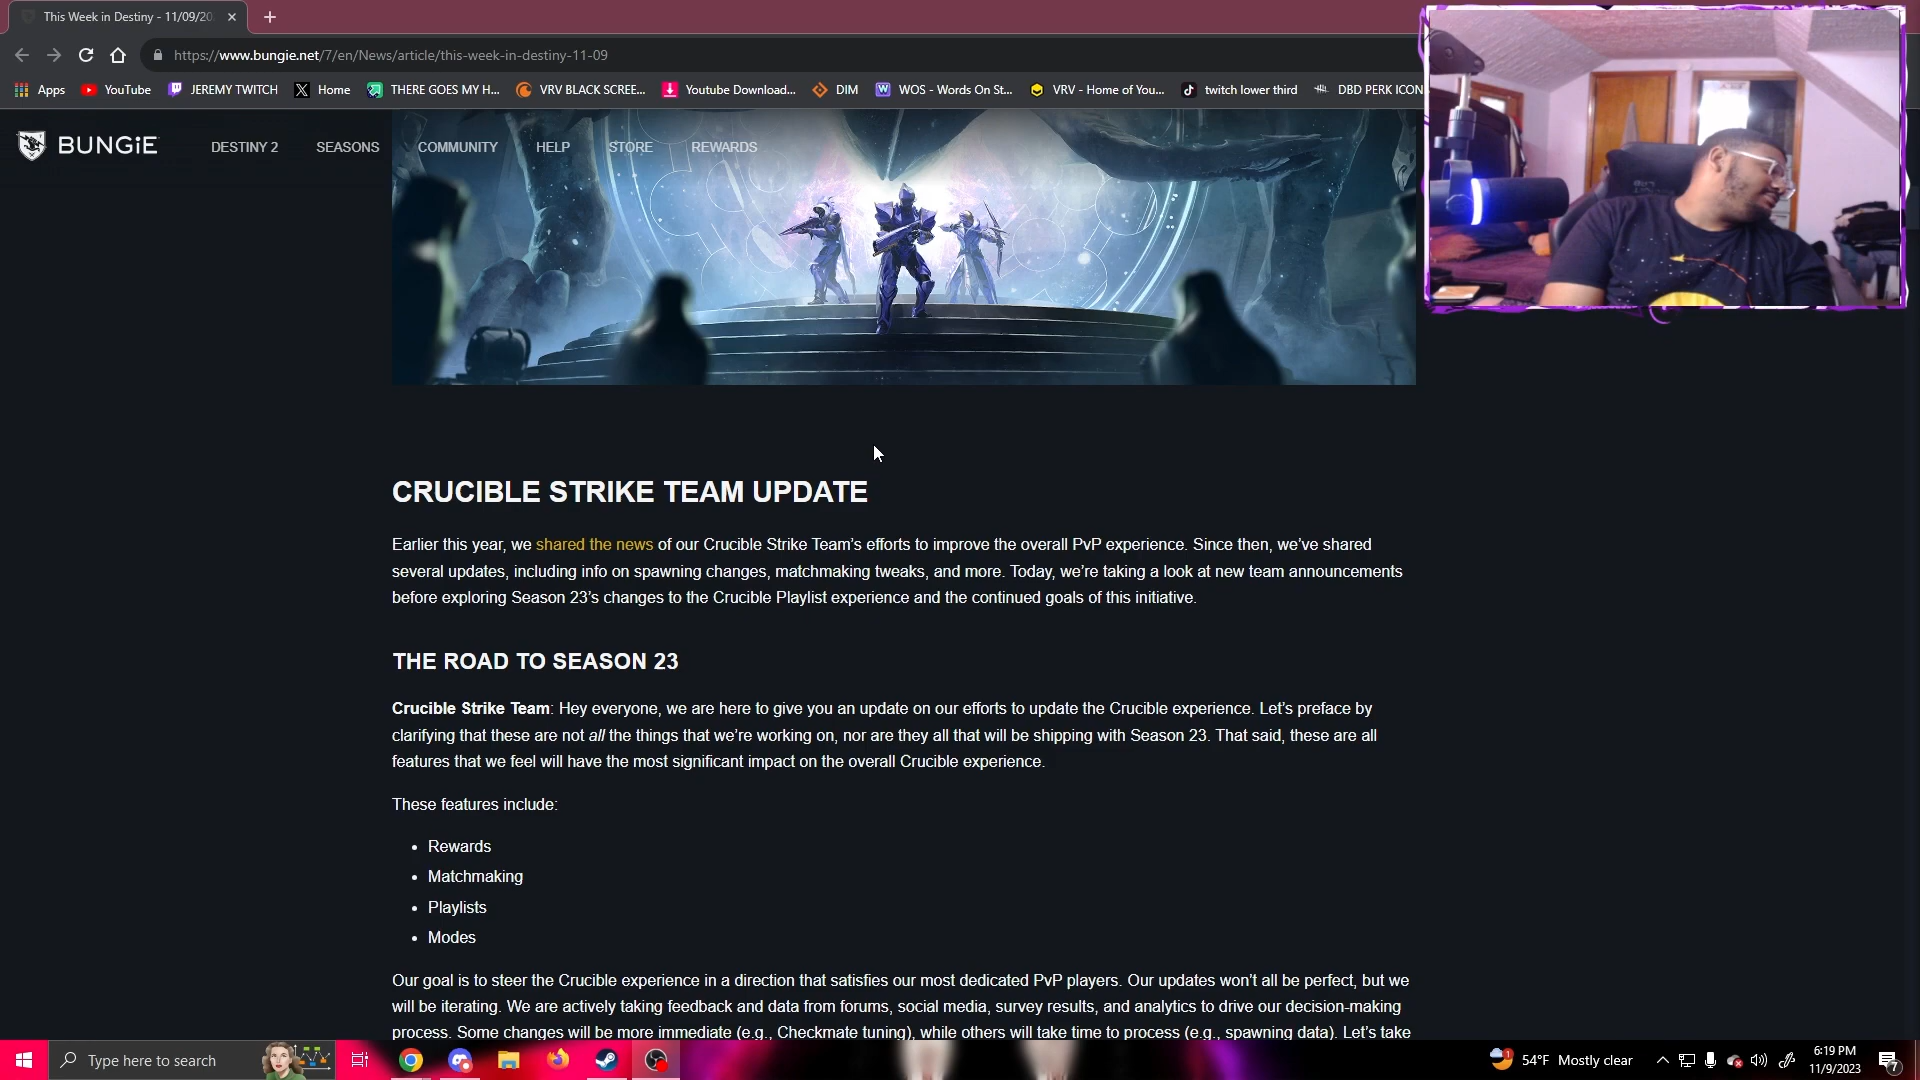 This Week in Destiny - 11/09/20
https://www.bungie.net/7/en/News/article/this-week-in-destiny-11-09
Apps YouTube JEREMY TWITCH Home THERE GOES MY H... VRV BLACK SCREE... Youtube Download... DIM WOS - Words On St... VRV - Home of You... twitch lower third DBD PERK ICON
BUNGiE DESTINY 2 SEASONS COMMUNITY HELP STORE REWARDS
CRUCIBLE STRIKE TEAM UPDATE
Earlier this year, we shared the news of our Crucible Strike Team’s efforts to improve the overall PvP experience. Since then, we’ve shared
several updates, including info on spawning changes, matchmaking tweaks, and more. Today, we’re taking a look at new team announcements
before exploring Season 23’s changes to the Crucible Playlist experience and the continued goals of this initiative.
THE ROAD TO SEASON 23
Crucible Strike Team: Hey everyone, we are here to give you an update on our efforts to update the Crucible experience. Let’s preface by
clarifying that these are not all the things that we’re working on, nor are they all that will be shipping with Season 23. That said, these are all
features that we feel will have the most significant impact on the overall Crucible experience.
These features include:
• Rewards
• Matchmaking
• Playlists
• Modes
Our goal is to steer the Crucible experience in a direction that satisfies our most dedicated PvP players. Our updates won’t all be perfect, but we
will be iterating. We are actively taking feedback and data from forums, social media, survey results, and analytics to drive our decision-making
process. Some changes will be more immediate (e.g., Checkmate tuning), while others will take time to process (e.g., spawning data). Let’s take
Type here to search
1 54°F Mostly clear
6:19 PM
11/9/2023
7